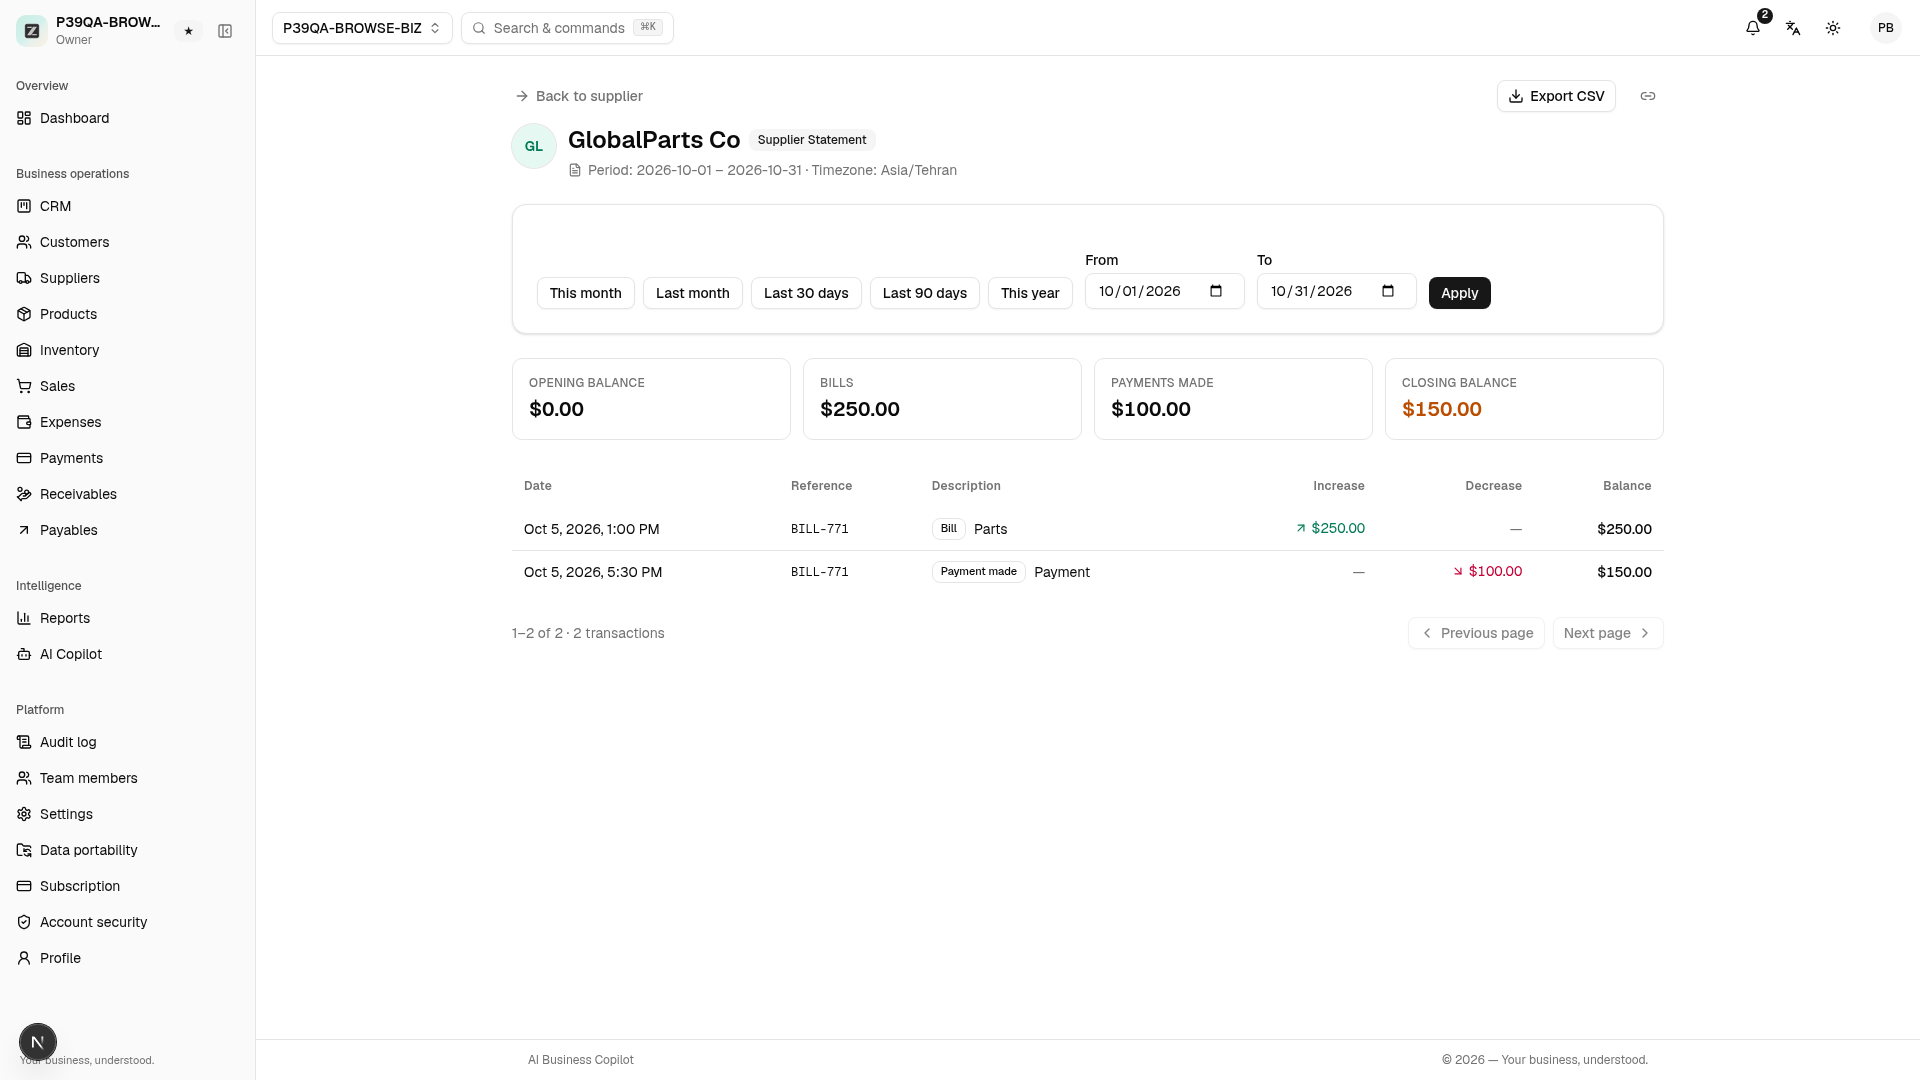 P39QA-BROW...
Owner
★
P39QA-BROWSE-BIZ
Search & commands ⌘K
2
PB
Overview
Dashboard
Business operations
CRM
Customers
Suppliers
Products
Inventory
Sales
Expenses
Payments
Receivables
Payables
Intelligence
Reports
AI Copilot
Platform
Audit log
Team members
Settings
Data portability
Subscription
Account security
Profile
N
Your business, understood.
→ Back to supplier
Export CSV
GL
GlobalParts Co Supplier Statement
Period: 2026-10-01 – 2026-10-31 · Timezone: Asia/Tehran
From To
This month Last month Last 30 days Last 90 days This year 10/01/2026 10/31/2026 Apply
OPENING BALANCE BILLS PAYMENTS MADE CLOSING BALANCE
$0.00 $250.00 $100.00 $150.00
Date Reference Description Increase Decrease Balance
Oct 5, 2026, 1:00 PM BILL-771 Bill Parts ↗ $250.00 — $250.00
Oct 5, 2026, 5:30 PM BILL-771 Payment made Payment — ↘ $100.00 $150.00
1–2 of 2 · 2 transactions Previous page Next page
AI Business Copilot © 2026 — Your business, understood.